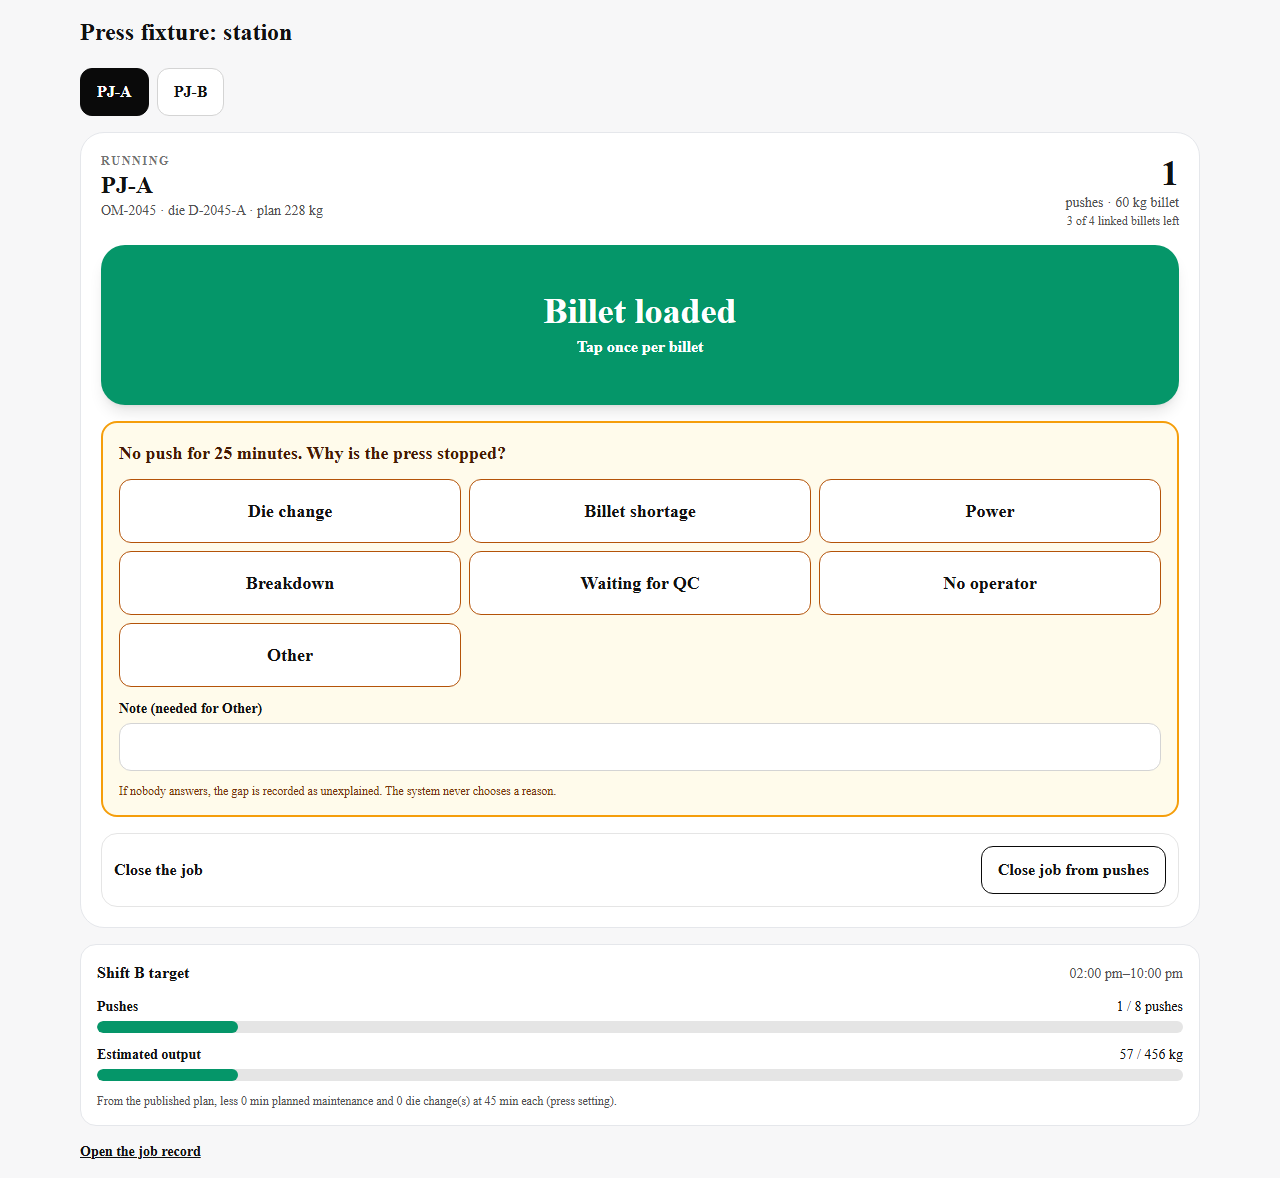 Press fixture: station
PJ-A
PJ-B
RUNNING
PJ-A
OM-2045 · die D-2045-A · plan 228 kg
1
pushes · 60 kg billet
3 of 4 linked billets left
Billet loaded
Tap once per billet
No push for 25 minutes. Why is the press stopped?
Die change
Billet shortage
Power
Breakdown
Waiting for QC
No operator
Other
Note (needed for Other)
If nobody answers, the gap is recorded as unexplained. The system never chooses a reason.
Close the job
Close job from pushes
Shift B target
02:00 pm–10:00 pm
Pushes
1 / 8 pushes
Estimated output
57 / 456 kg
From the published plan, less 0 min planned maintenance and 0 die change(s) at 45 min each (press setting).
Open the job record